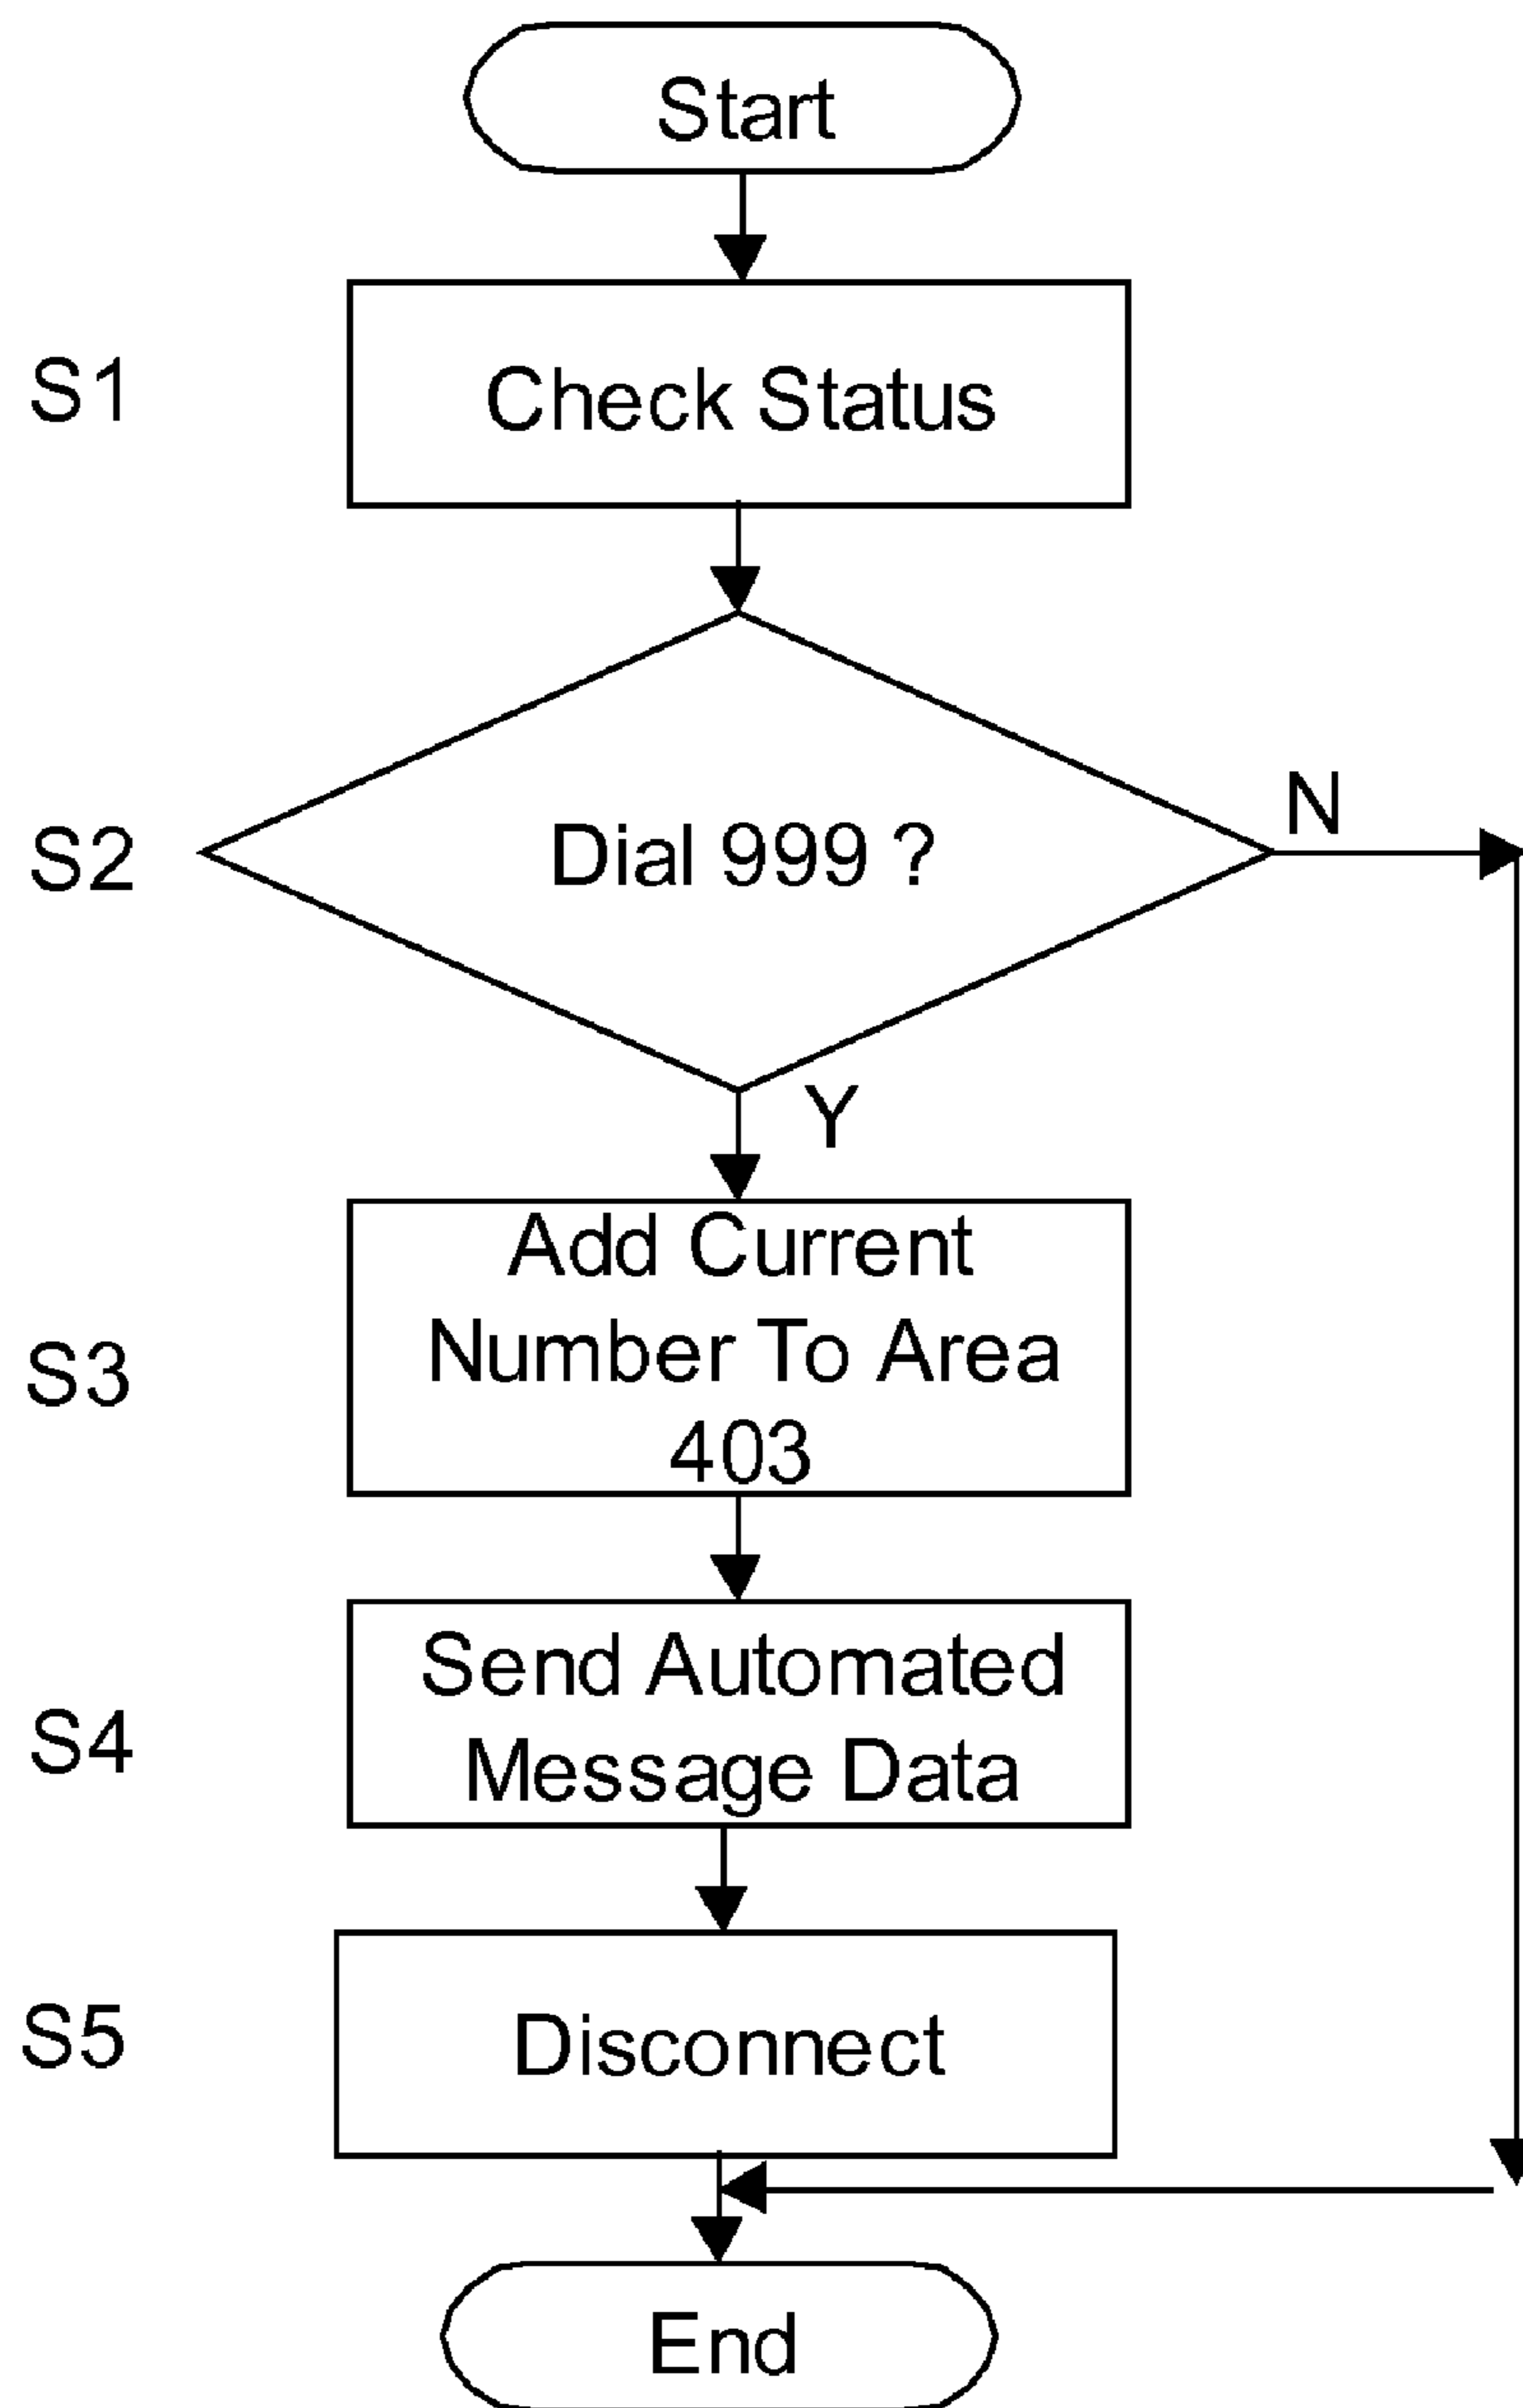 Start
S1
Check Status
S2
Dial 999 ?
N
Y
S3
Add Current
Number To Area
403
S4
Send Automated
Message Data
S5
Disconnect
End